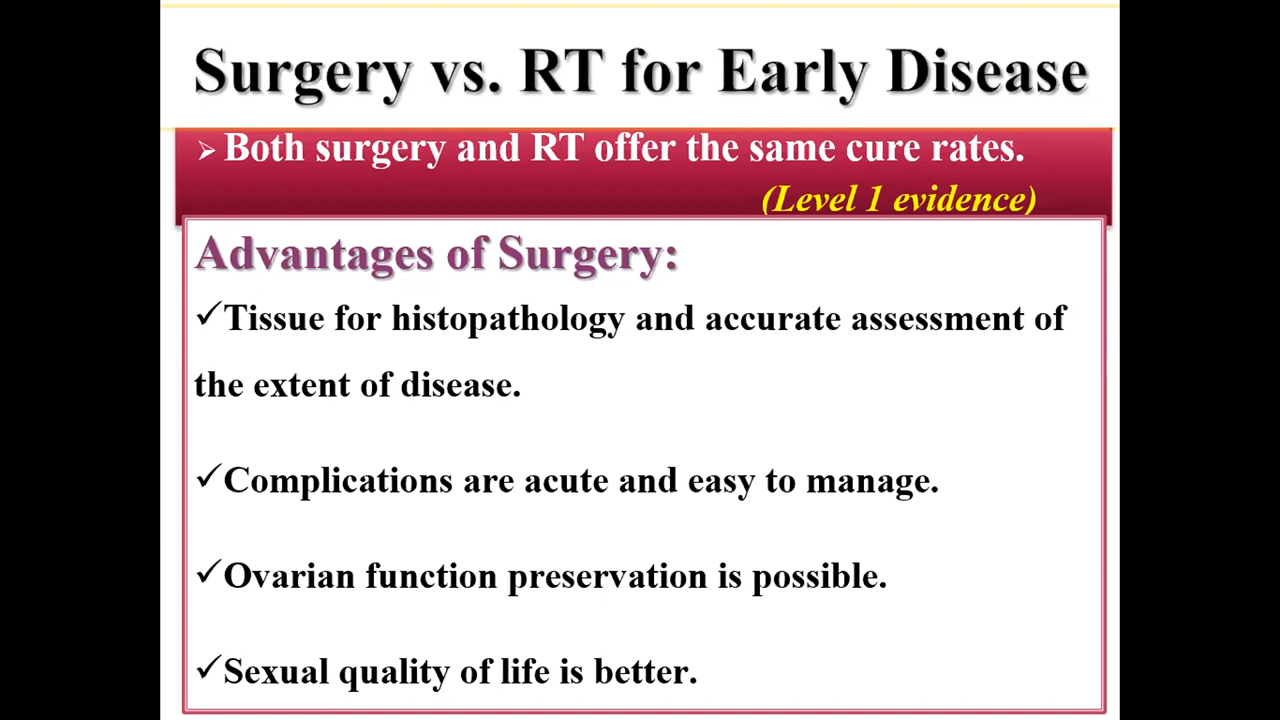 Surgery vs. RT for Early Disease
➢ Both surgery and RT offer the same cure rates.
(Level 1 evidence)
Advantages of Surgery:
✓Tissue for histopathology and accurate assessment of
the extent of disease.
✓Complications are acute and easy to manage.
✓Ovarian function preservation is possible.
✓Sexual quality of life is better.